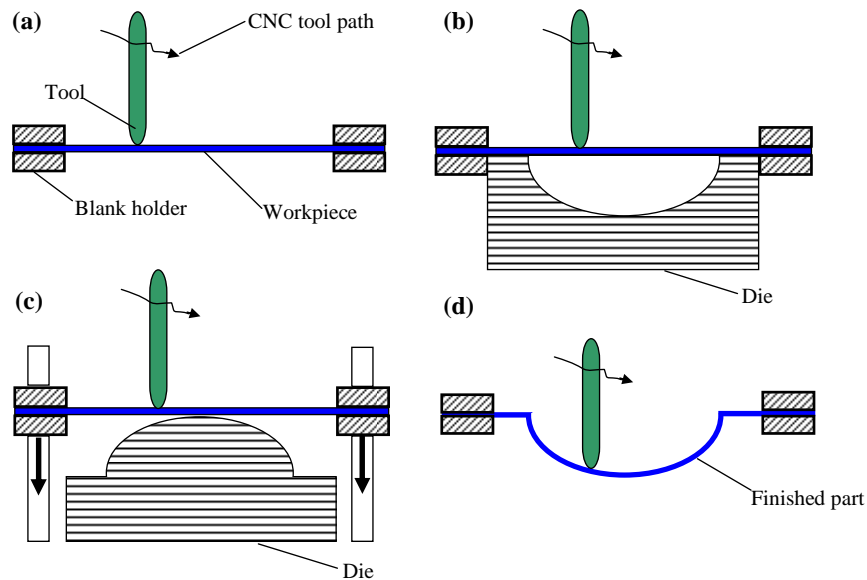 (a)
CNC tool path
Tool
Blank holder
Workpiece
(b)
Die
(c)
Die
(d)
Finished part